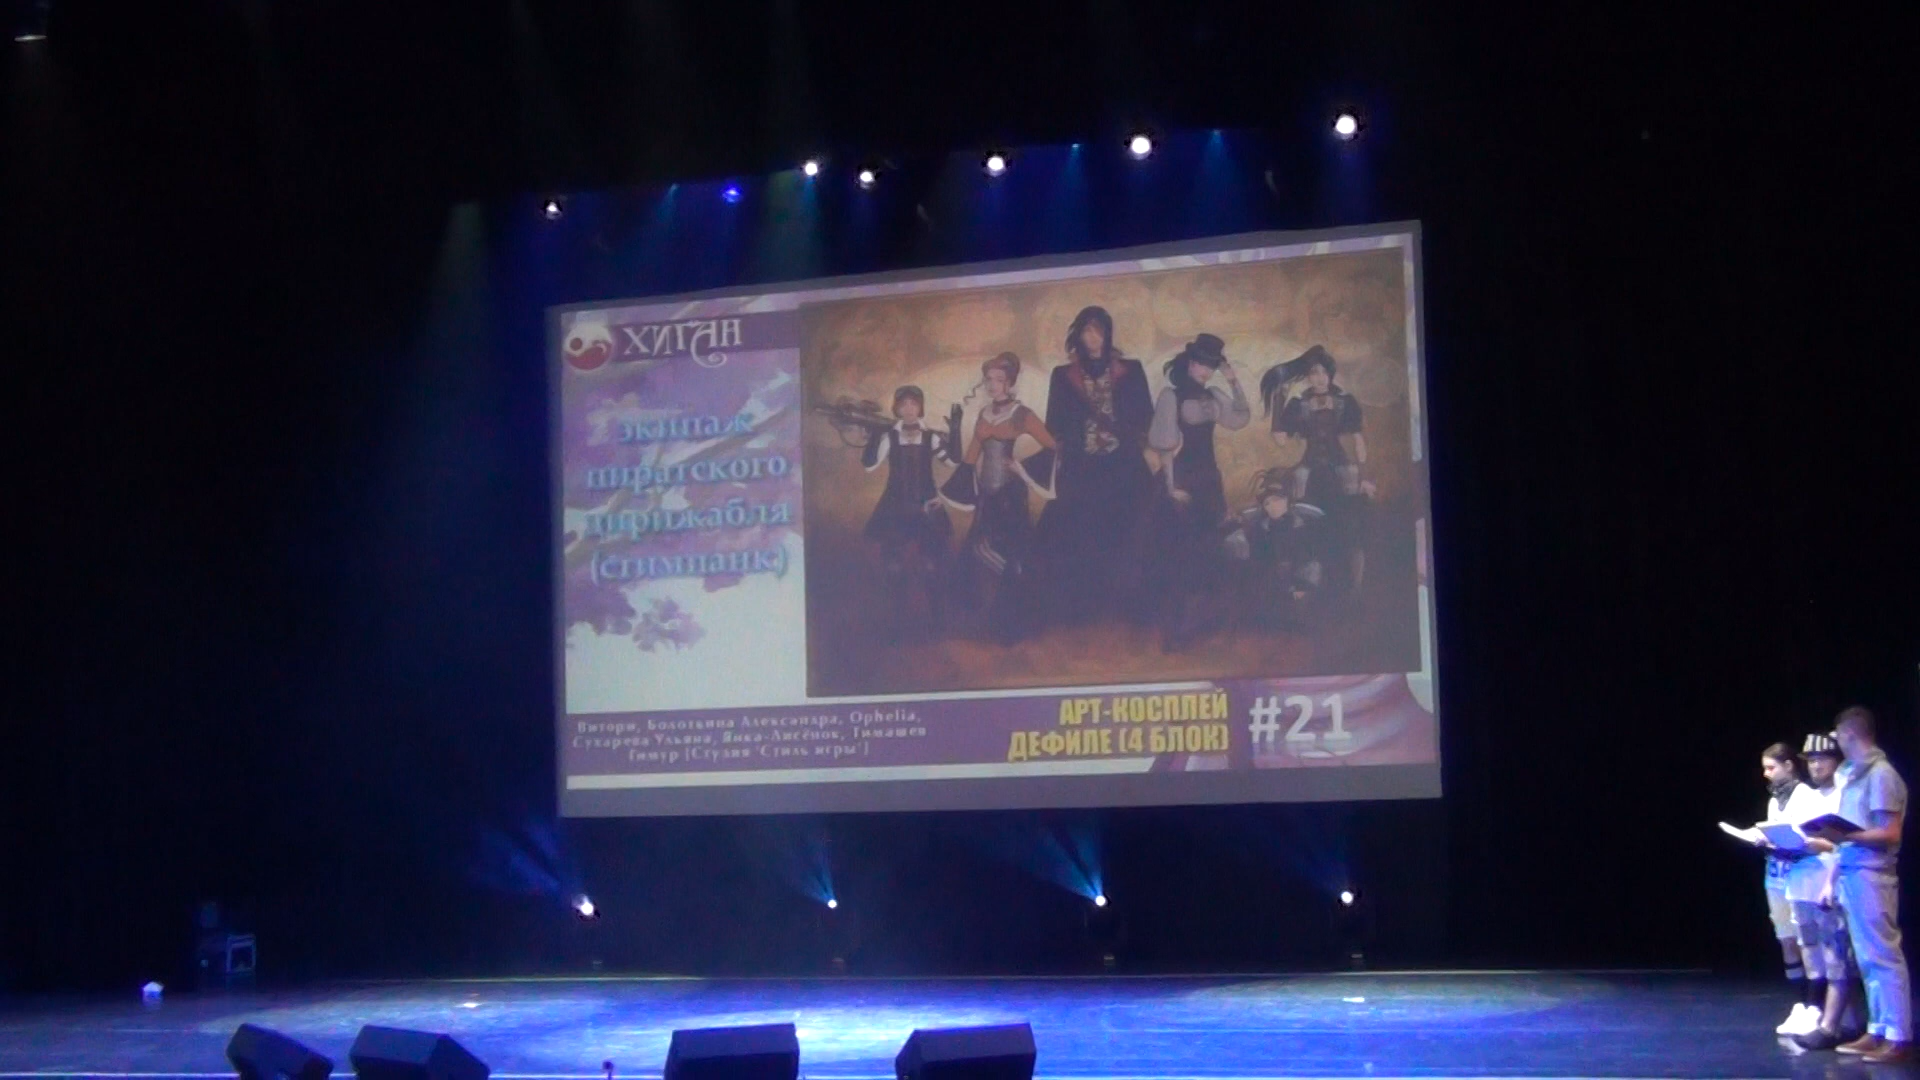 ХИГАН
экипаж
пиратского
дирижабля
(стимпанк)
Витори, Болоткина Александра, Ophelia,
Сухарева Ульяна, Янка-Лисёнок, Тимашев
Тимур [Студия 'Стиль игры']
АРТ-КОСПЛЕЙ
ДЕФИЛЕ (4 БЛОК)
#21